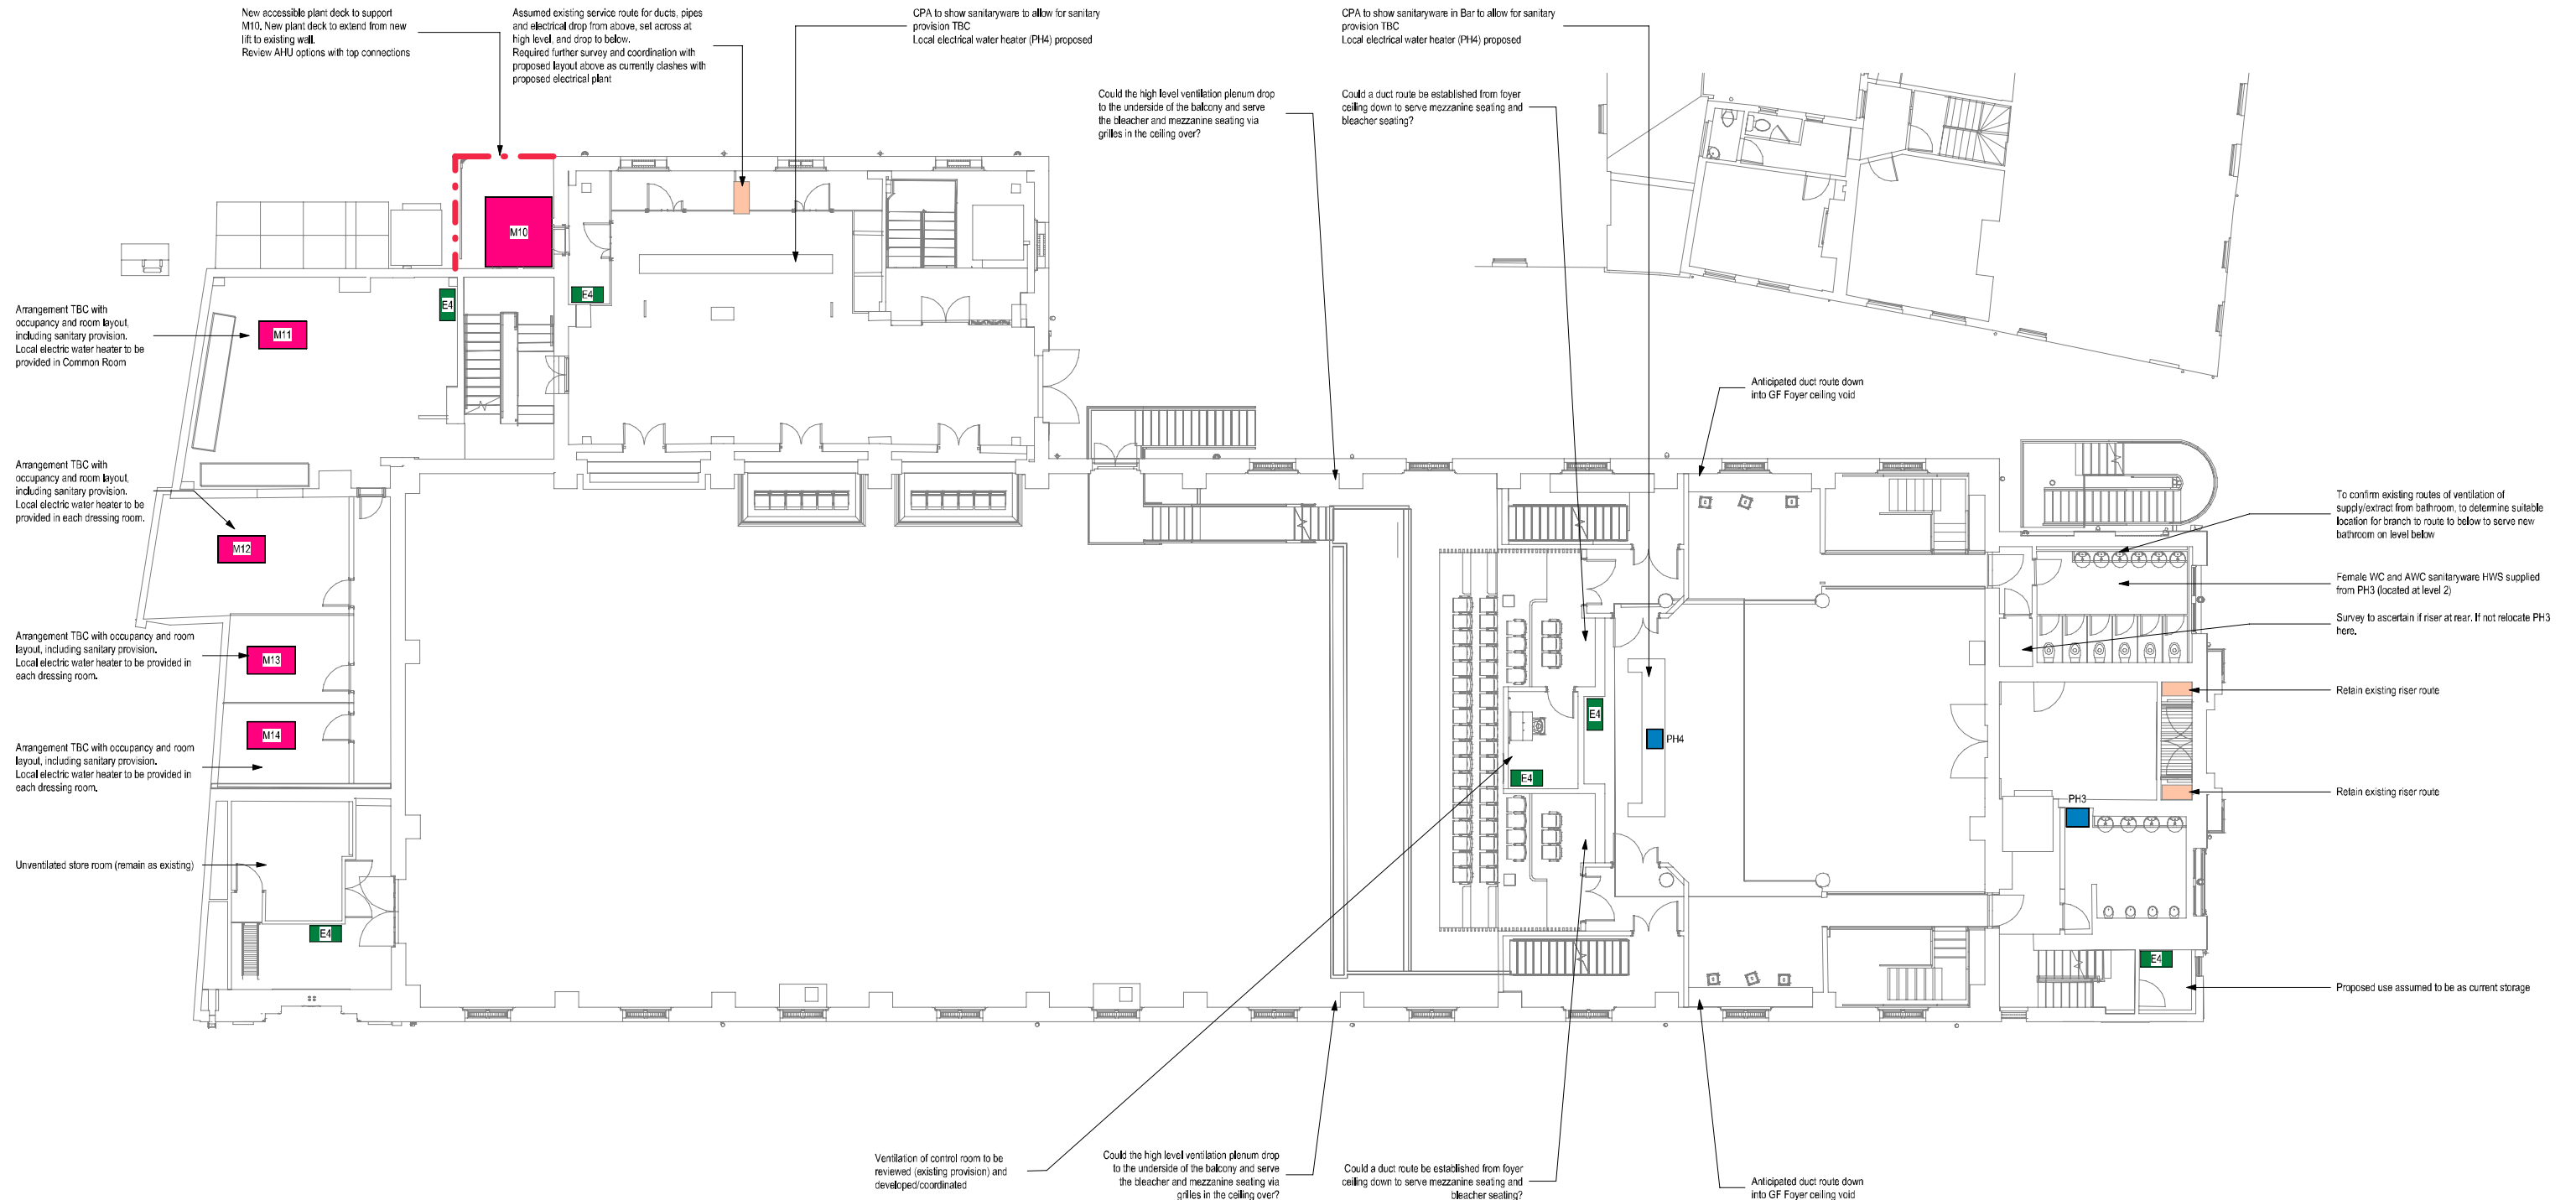 New accessible plant deck to support
M10. New plant deck to extend from new
lift to existing wall.
Review AHU options with top connections
Assumed existing service route for ducts, pipes
and electrical drop from above, set across at
high level, and drop to below.
Required further survey and coordination with
proposed layout above as currently clashes with
proposed electrical plant
CPA to show sanitaryware to allow for sanitary
provision TBC
Local electrical water heater (PH4) proposed
CPA to show sanitaryware in Bar to allow for sanitary
provision TBC
Local electrical water heater (PH4) proposed
Could the high level ventilation plenum drop
to the underside of the balcony and serve
the bleacher and mezzanine seating via
grilles in the ceiling over?
Could a duct route be established from foyer
ceiling down to serve mezzanine seating and
bleacher seating?
M10
E4
E4
Arrangement TBC with
occupancy and room layout,
including sanitary provision.
Local electric water heater to be
provided in Common Room
M11
Anticipated duct route down
into GF Foyer ceiling void
Arrangement TBC with
occupancy and room layout,
including sanitary provision.
Local electric water heater to be
provided in each dressing room.
M12
To confirm existing routes of ventilation of
supply/extract from bathroom, to determine suitable
location for branch to route to below to serve new
bathroom on level below
Female WC and AWC sanitaryware HWS supplied
from PH3 (located at level 2)
Survey to ascertain if riser at rear. If not relocate PH3
here.
Arrangement TBC with occupancy and room
layout, including sanitary provision.
Local electric water heater to be provided in
each dressing room.
M13
Retain existing riser route
E4
M14
PH4
Arrangement TBC with occupancy and room
layout, including sanitary provision.
Local electric water heater to be provided in
each dressing room.
E4
Retain existing riser route
PH3
Unventilated store room (remain as existing)
E4
E4
Proposed use assumed to be as current storage
Ventilation of control room to be
reviewed (existing provision) and
developed/coordinated
Could the high level ventilation plenum drop
to the underside of the balcony and serve
the bleacher and mezzanine seating via
grilles in the ceiling over?
Could a duct route be established from foyer
ceiling down to serve mezzanine seating and
bleacher seating?
Anticipated duct route down
into GF Foyer ceiling void